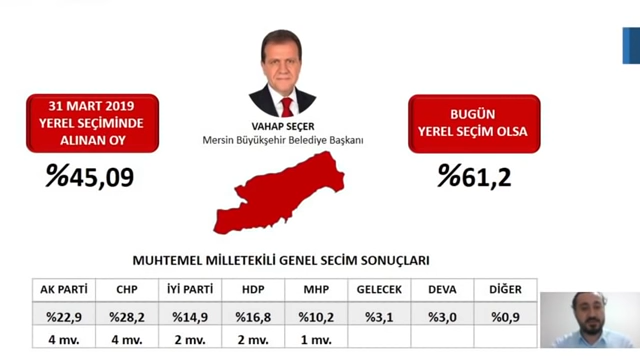 31 MART 2019
YEREL SEÇİMİNDE
ALINAN OY
%45,09
VAHAP SEÇER
Mersin Büyükşehir Belediye Başkanı
BUGÜN
YEREL SEÇİM OLSA
%61,2
MUHTEMEL MİLLETEKİLİ GENEL SECİM SONUÇLARI
AK PARTİ CHP İYİ PARTİ HDP MHP GELECEK DEVA DİĞER
%22,9 %28,2 %14,9 %16,8 %10,2 %3,1 %3,0 %0,9
4 mv. 4 mv. 2 mv. 2 mv. 1 mv.